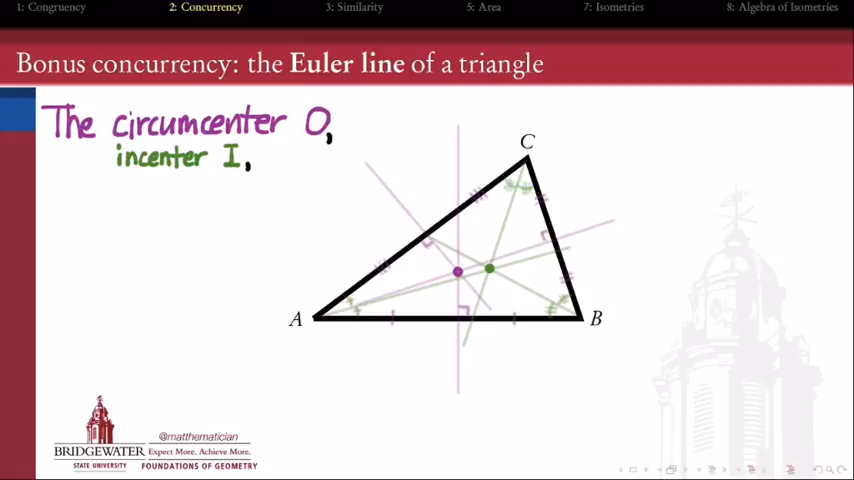 1: Congruency 2: Concurrency 3: Similarity 5: Area 7: Isometries 8: Algebra of Isometries
Bonus concurrency: the Euler line of a triangle
The circumcenter O,
incenter I,
C
A
B
@matthematician
BRIDGEWATER Expect More. Achieve More.
STATE UNIVERSITY FOUNDATIONS OF GEOMETRY